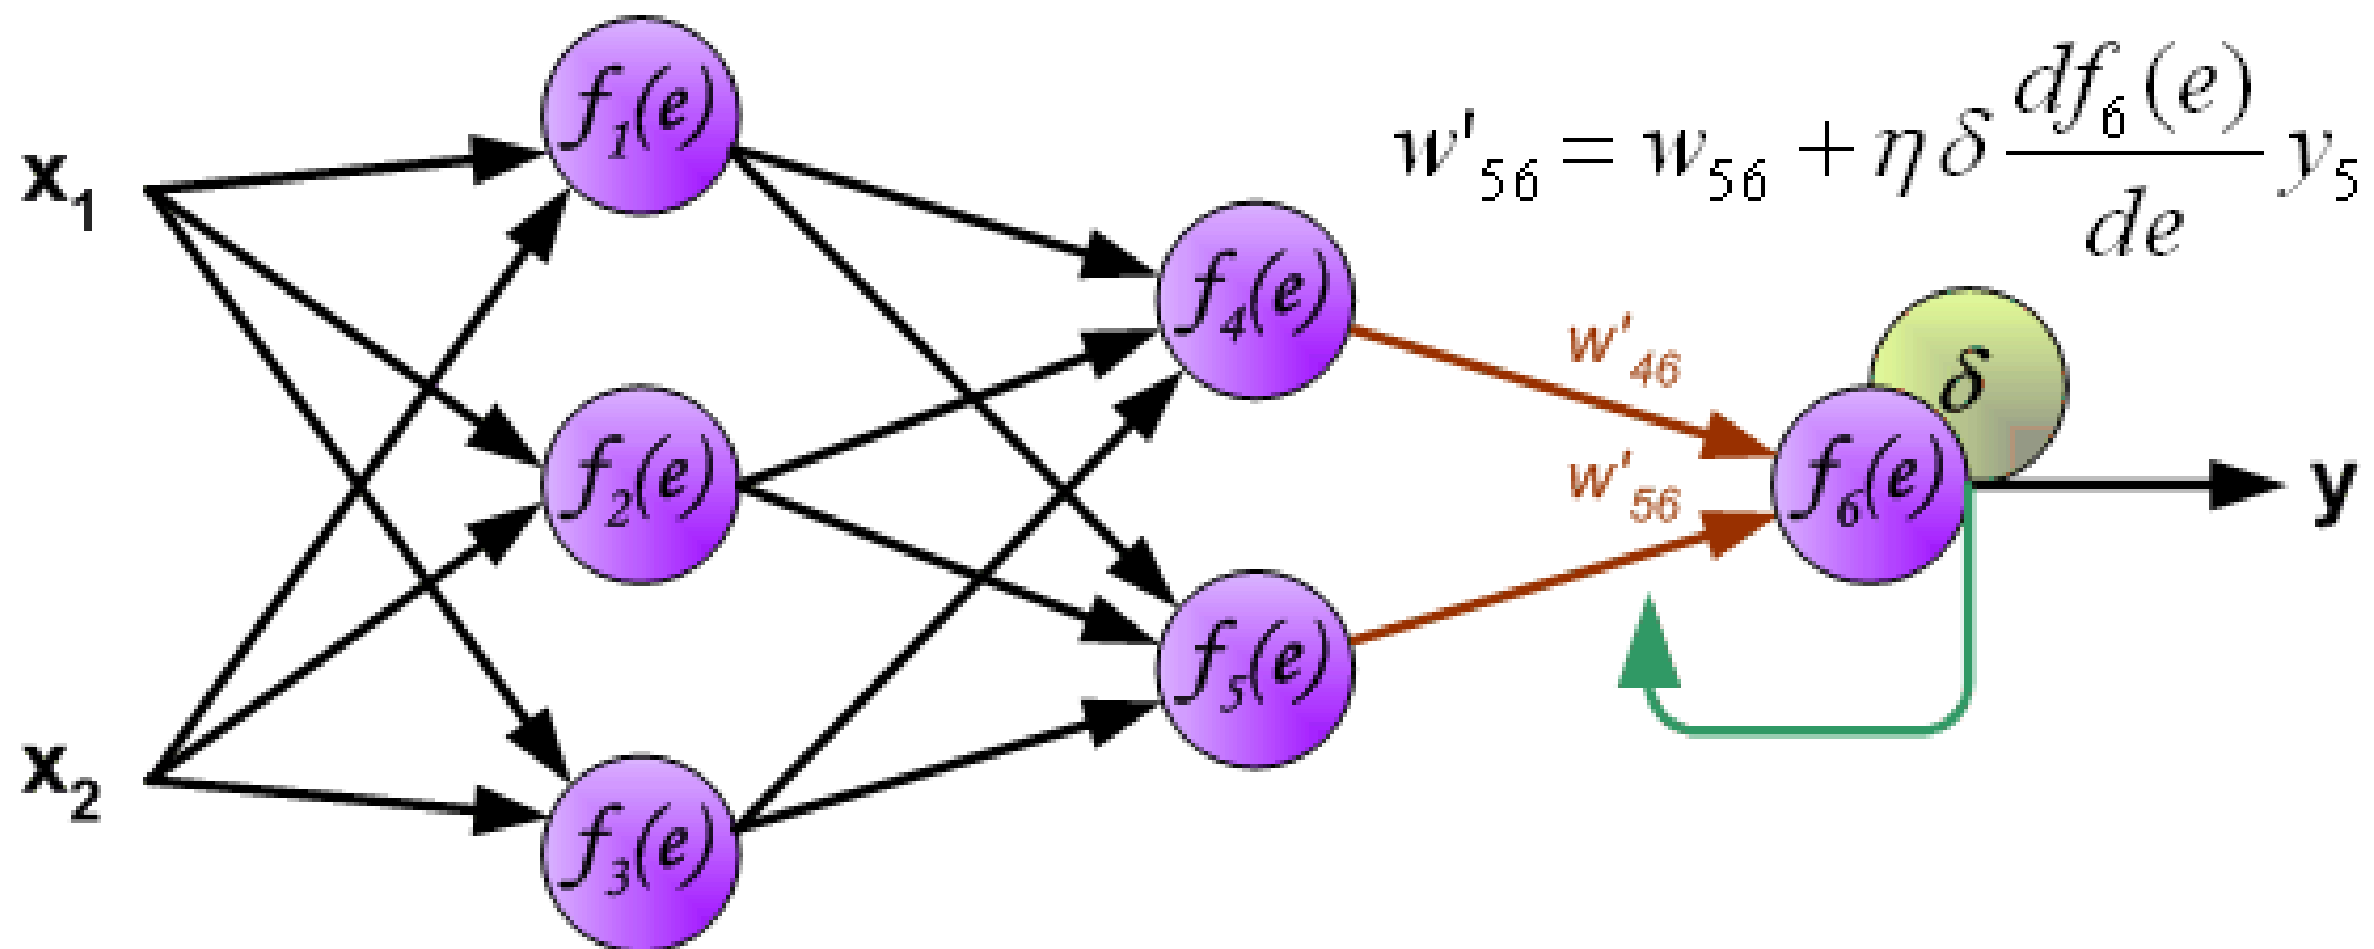 x₁
x₂
f₁(e)
f₂(e)
f₃(e)
f₄(e)
f₅(e)
w'₄₆
w'₅₆
f₆(e)
δ
y
w'₅₆ = w₅₆ + η δ df₆(e)/de y₅